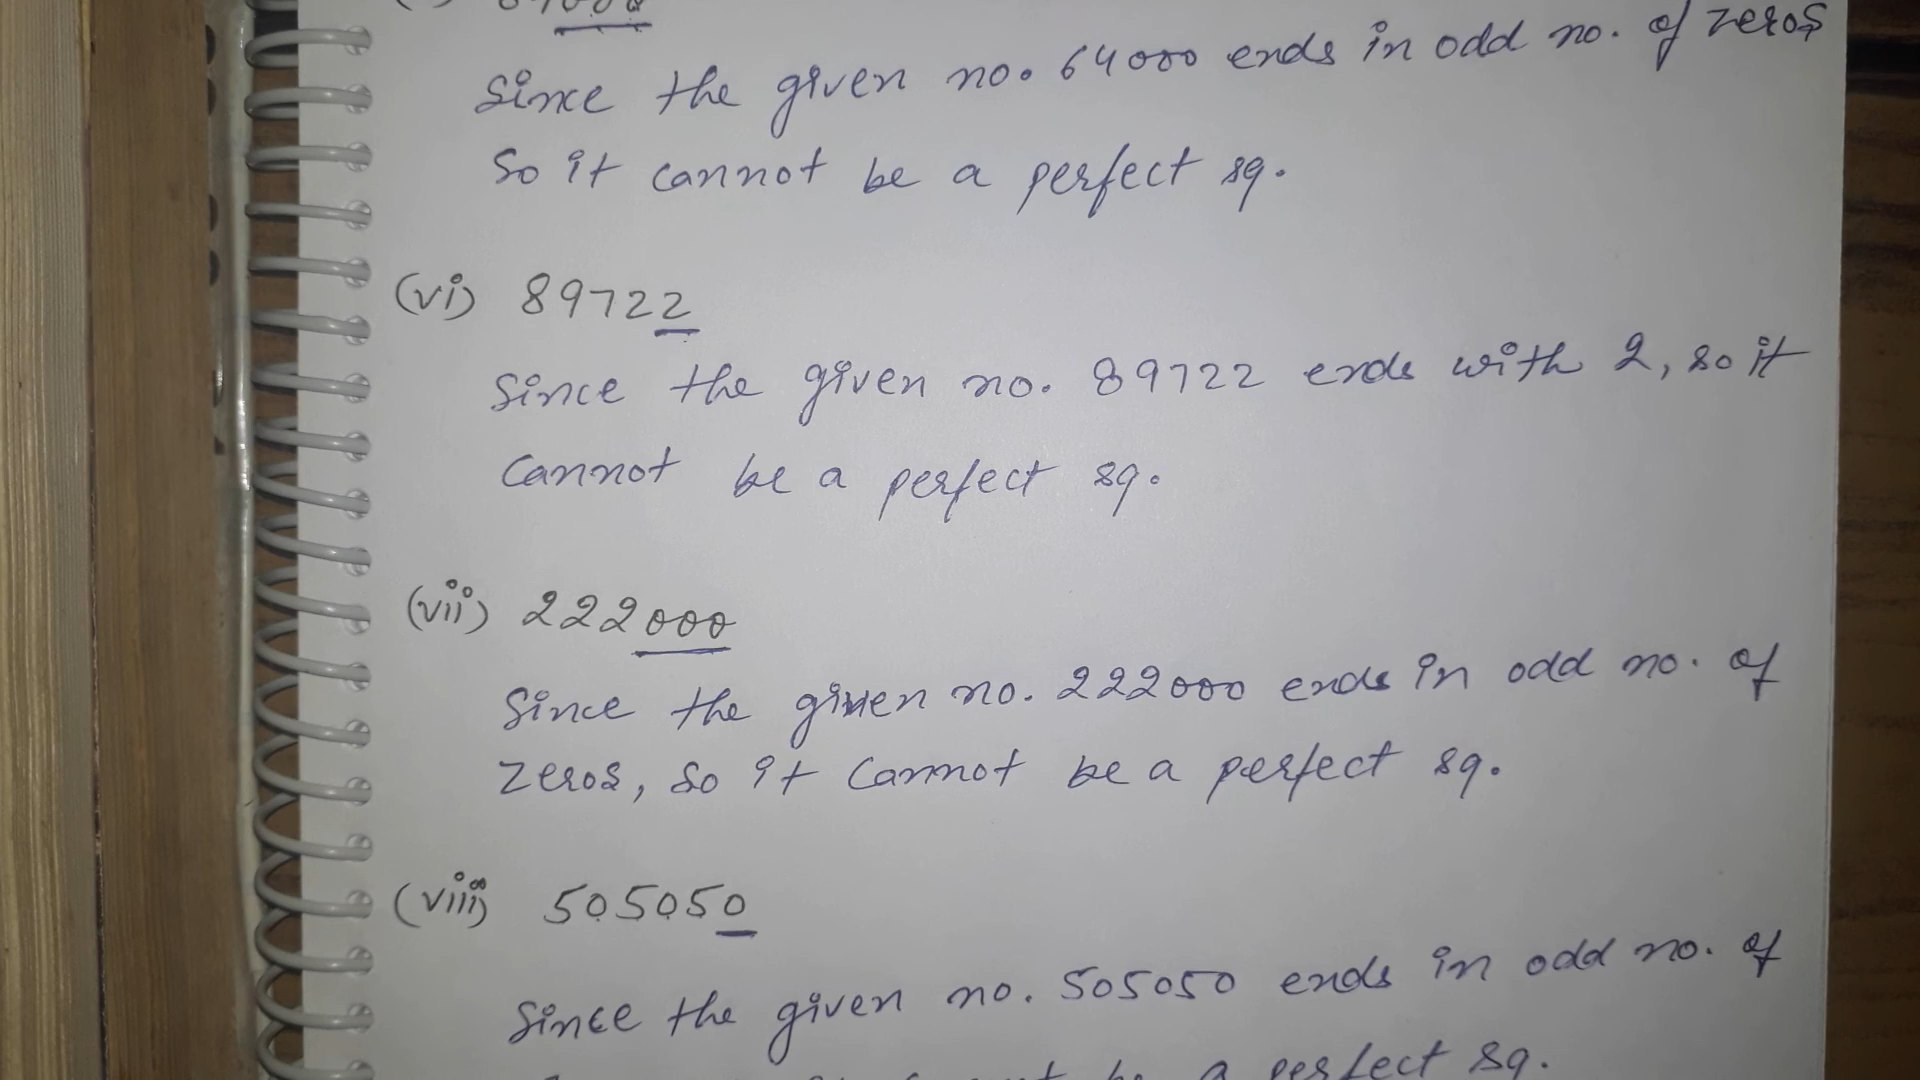 64000
Since the given no. 64000 ends in odd no. of zeros
So it cannot be a perfect sq.
(vi) 89722
Since the given no. 89722 ends with 2, so it
cannot be a perfect sq.
(vii) 222000
Since the given no. 222000 ends in odd no. of
zeros, so it cannot be a perfect sq.
(viii) 505050
Since the given no. 505050 ends in odd no. of
be a perfect sq.